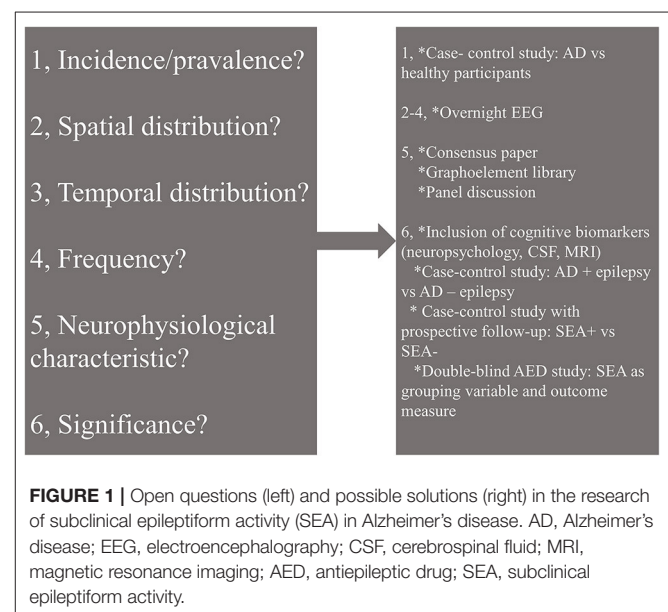 1, Incidence/pravalence?
2, Spatial distribution?
3, Temporal distribution?
4, Frequency?
5, Neurophysiological
characteristic?
6, Significance?
1, *Case- control study: AD vs
healthy participants
2-4, *Overnight EEG
5, *Consensus paper
*Graphoelement library
*Panel discussion
6, *Inclusion of cognitive biomarkers
(neuropsychology, CSF, MRI)
*Case-control study: AD + epilepsy
vs AD – epilepsy
* Case-control study with
prospective follow-up: SEA+ vs
SEA-
*Double-blind AED study: SEA as
grouping variable and outcome
measure
FIGURE 1 | Open questions (left) and possible solutions (right) in the research
of subclinical epileptiform activity (SEA) in Alzheimer's disease. AD, Alzheimer's
disease; EEG, electroencephalography; CSF, cerebrospinal fluid; MRI,
magnetic resonance imaging; AED, antiepileptic drug; SEA, subclinical
epileptiform activity.